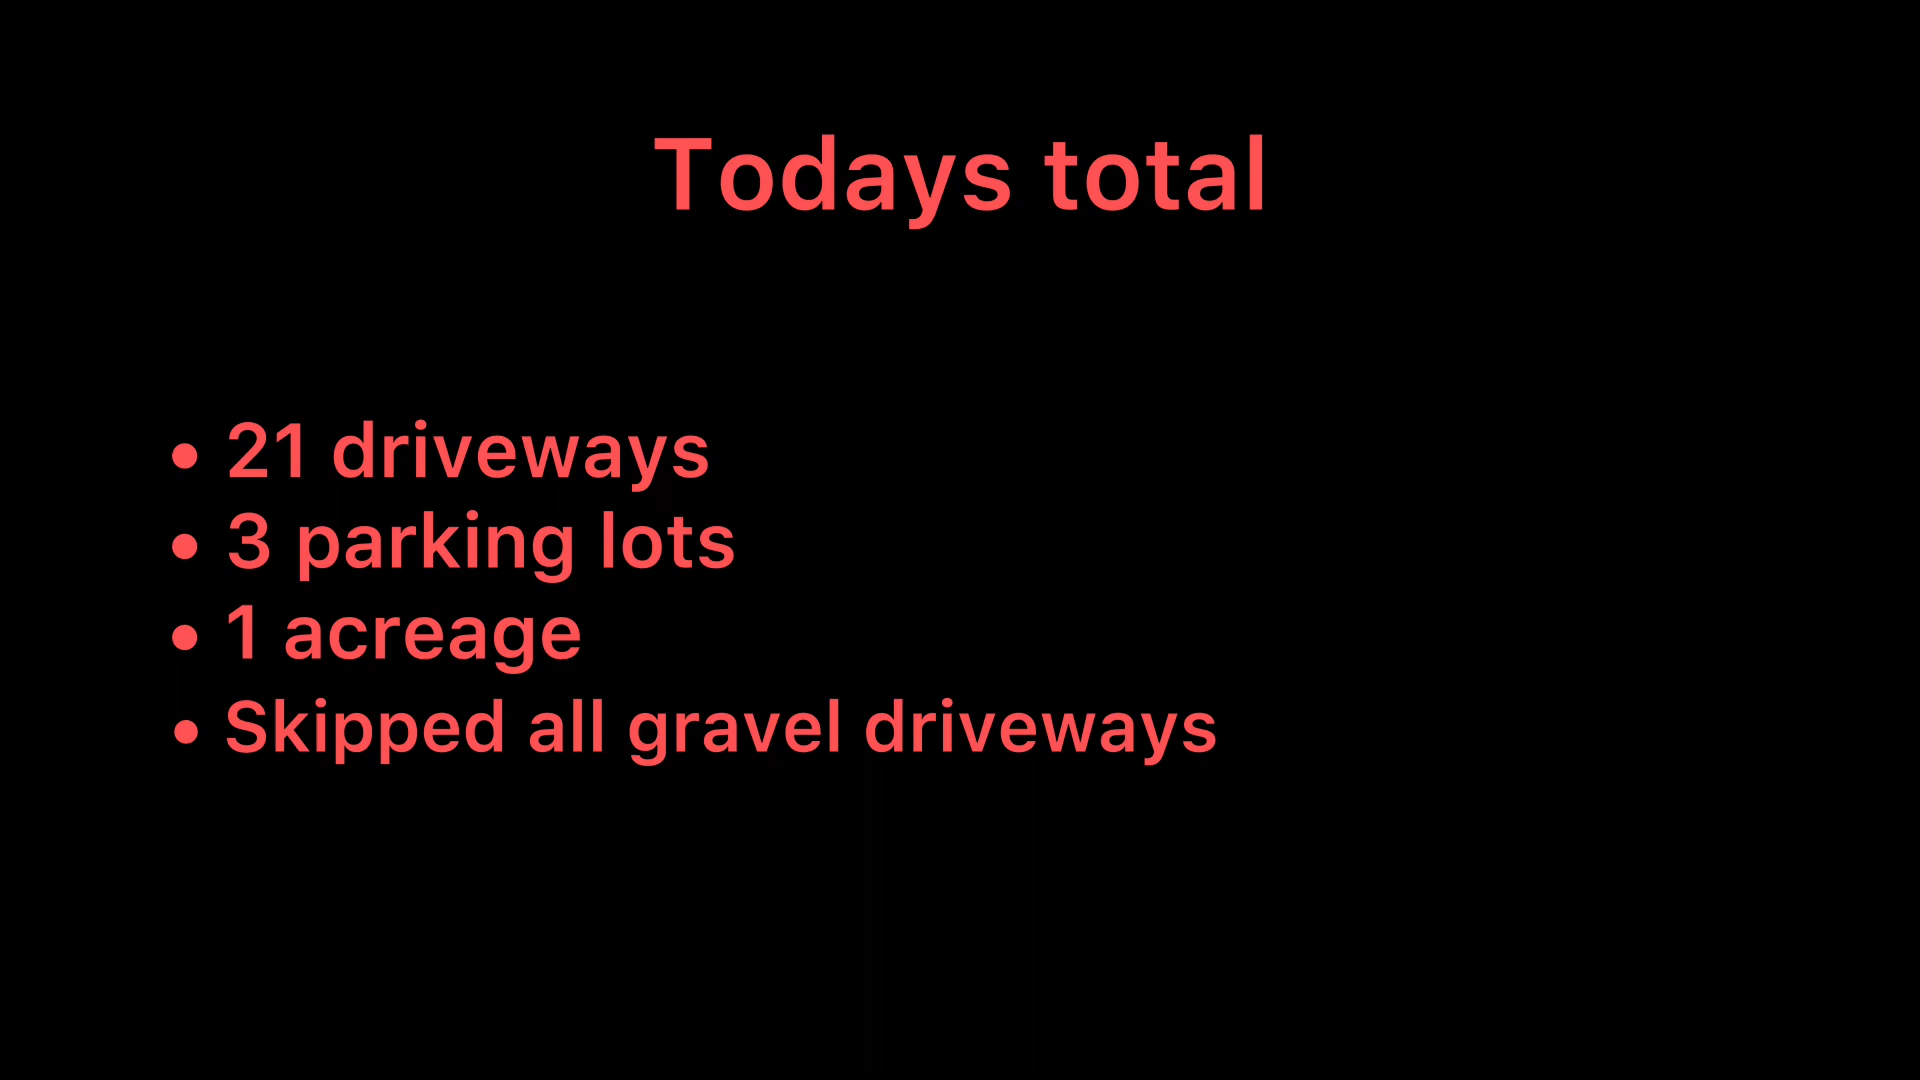 Todays total
• 21 driveways
• 3 parking lots
• 1 acreage
• Skipped all gravel driveways